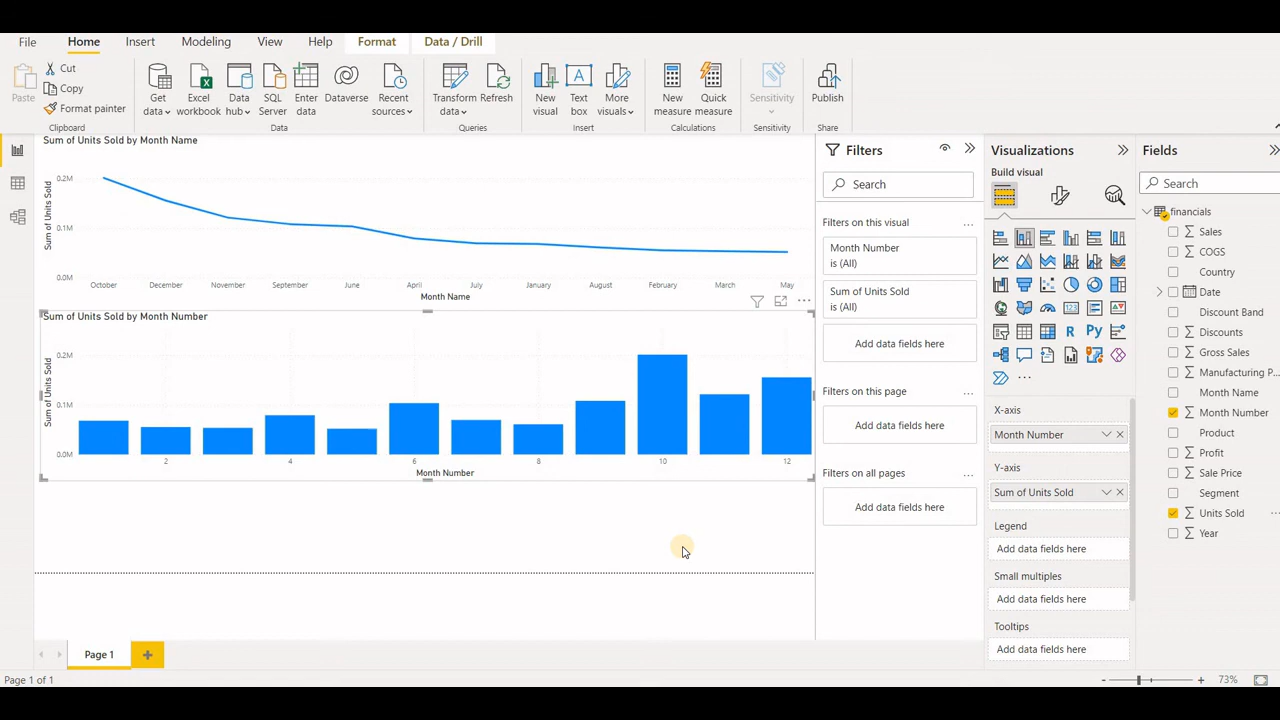 File Home Insert Modeling View Help Format Data / Drill
Paste
Cut
Copy
Format painter
Clipboard
Get data
Excel workbook
Data hub
SQL Server
Enter data
Dataverse
Recent sources
Data
Transform data
Refresh
Queries
New visual
Text box
More visuals
Insert
New measure
Quick measure
Calculations
Sensitivity
Sensitivity
Publish
Share
Sum of Units Sold by Month Name
Sum of Units Sold
0.2M
0.1M
0.0M
October December November September June April July January August February March May
Month Name
Sum of Units Sold by Month Number
Sum of Units Sold
0.2M
0.1M
0.0M
2 4 6 8 10 12
Month Number
Filters
Search
Filters on this visual ...
Month Number
is (All)
Sum of Units Sold
is (All)
Add data fields here
Filters on this page ...
Add data fields here
Filters on all pages ...
Add data fields here
Visualizations
Build visual
R Py
...
X-axis
Month Number
Y-axis
Sum of Units Sold
Legend
Add data fields here
Small multiples
Add data fields here
Tooltips
Add data fields here
Fields
Search
financials
Sales
COGS
Country
Date
Discount Band
Discounts
Gross Sales
Manufacturing P...
Month Name
Month Number
Product
Profit
Sale Price
Segment
Units Sold ...
Year
Page 1
Page 1 of 1
73%